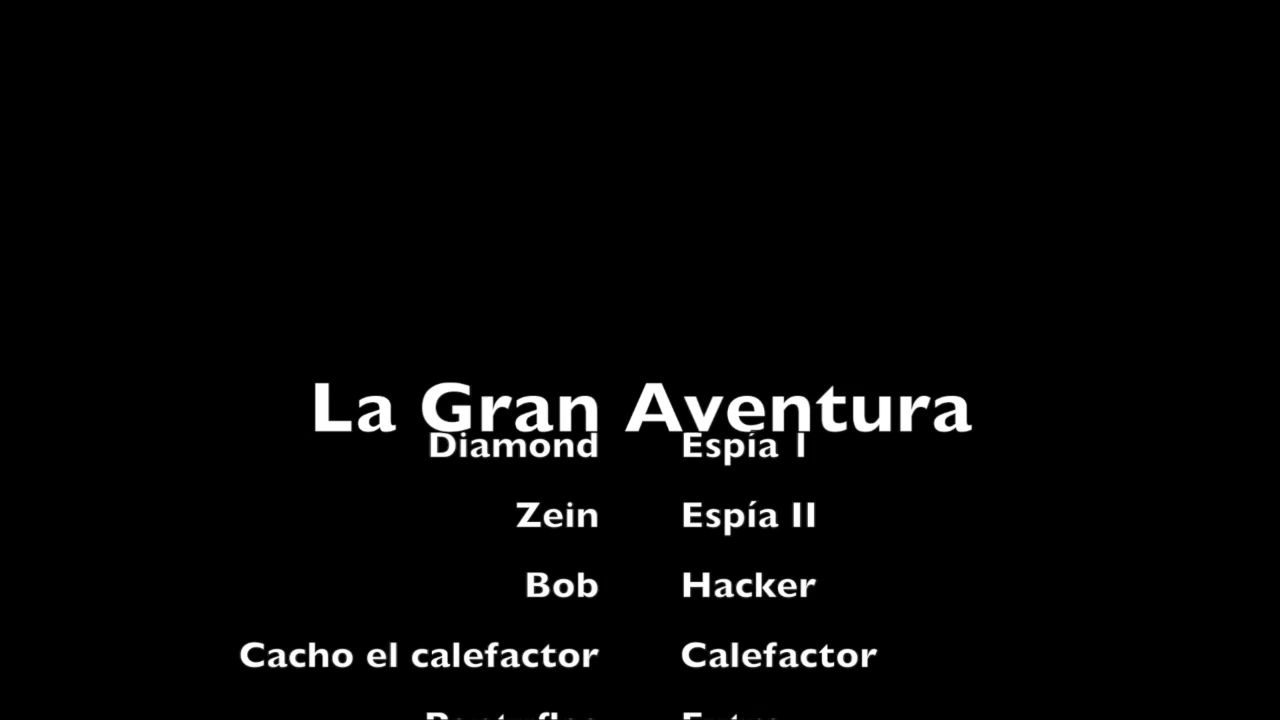 La Gran Aventura
Diamond Espía I
Zein Espía II
Bob Hacker
Cacho el calefactor Calefactor